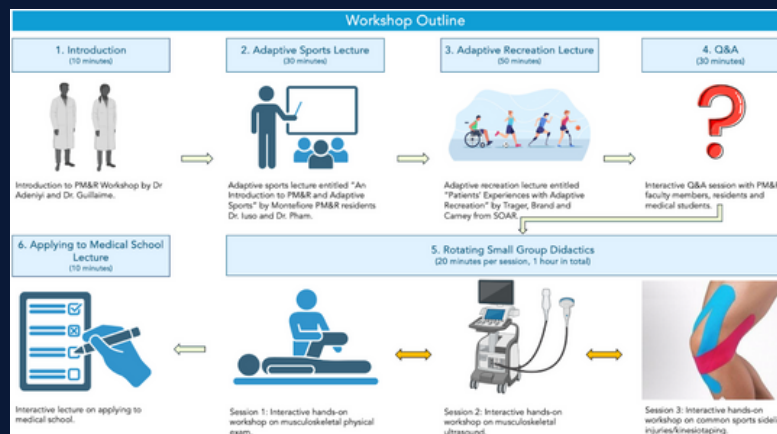 Workshop Outline
1. Introduction
(10 minutes)
2. Adaptive Sports Lecture
(30 minutes)
3. Adaptive Recreation Lecture
(50 minutes)
4. Q&A
(30 minutes)
Introduction to PM&R Workshop by Dr
Adeniyi and Dr. Guillaime.
Adaptive sports lecture entitled "An
Introduction to PM&R and Adaptive
Sports" by Montefiore PM&R residents
Dr. Iuso and Dr. Pham.
Adaptive recreation lecture entitled
"Patients' Experiences with Adaptive
Recreation" by Trager, Brand and
Carney from SOAR.
Interactive Q&A session with PM&R
faculty members, residents and
medical students.
6. Applying to Medical School
Lecture
(10 minutes)
5. Rotating Small Group Didactics
(20 minutes per session, 1 hour in total)
Interactive lecture on applying to
medical school.
Session 1: Interactive hands-on
workshop on musculoskeletal physical
exam.
Session 2: Interactive hands-on
workshop on musculoskeletal
ultrasound.
Session 3: Interactive hands-on
workshop on common sports
injuries/kinesiotaping.